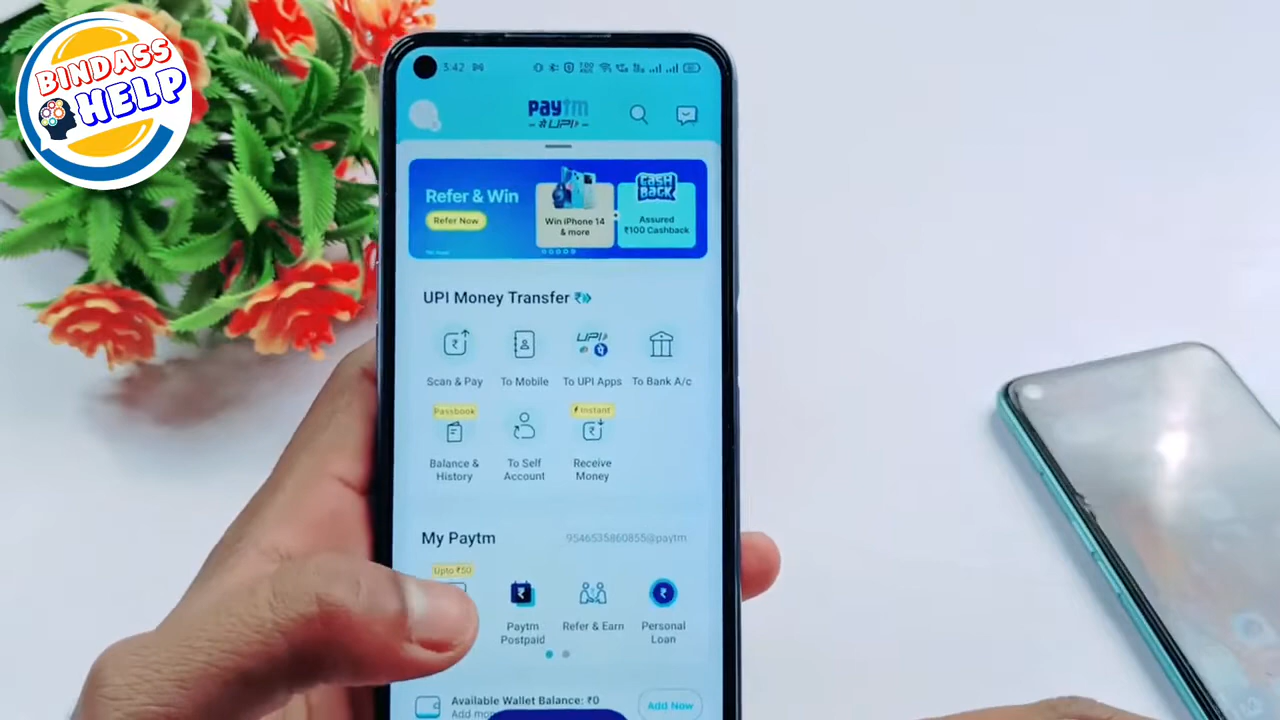 BINDASS
HELP
3:42
paytm
UPI
Refer & Win
Refer Now
Win iPhone 14
& more
CASH
BACK
Assured
₹100 Cashback
UPI Money Transfer
Scan & Pay
To Mobile
UPI
To UPI Apps
To Bank A/c
Passbook
Balance &
History
To Self
Account
Instant
Receive
Money
My Paytm
9546535860855@paytm
Upto ₹50
Paytm
Postpaid
Refer & Earn
Personal
Loan
Available Wallet Balance: ₹0
Add Now